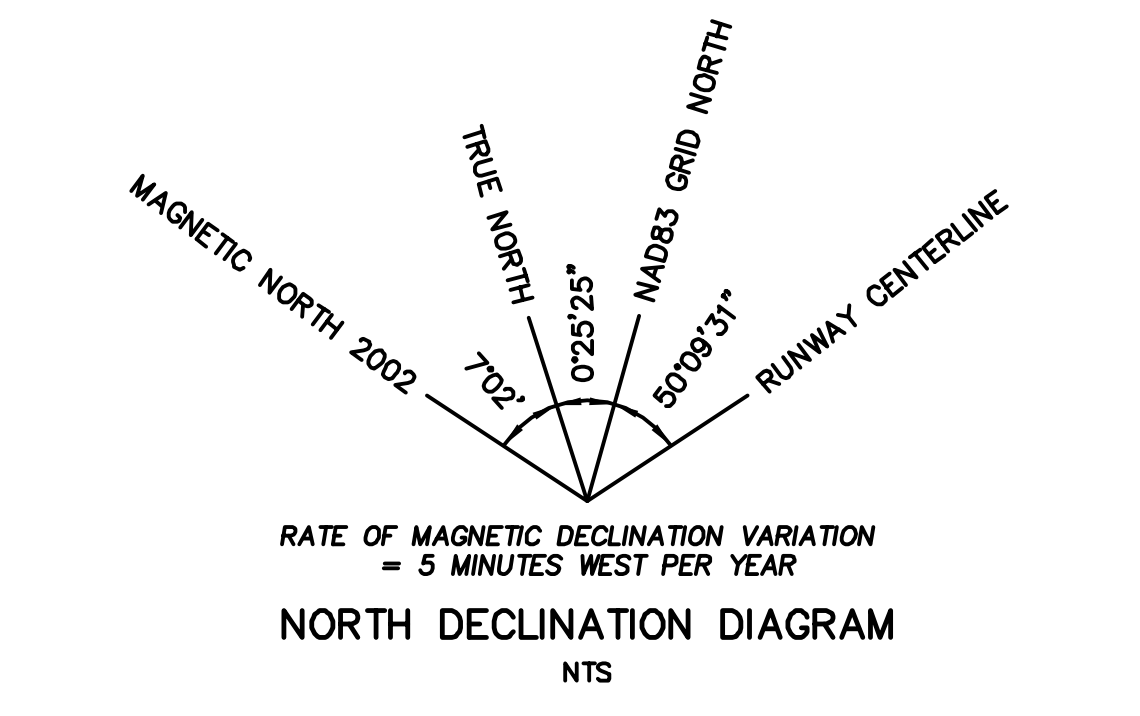 MAGNETIC NORTH 2002
TRUE NORTH
NAD83 GRID NORTH
RUNWAY CENTERLINE
7°02'
0°25'25"
50°09'31"
RATE OF MAGNETIC DECLINATION VARIATION
= 5 MINUTES WEST PER YEAR
NORTH DECLINATION DIAGRAM
NTS